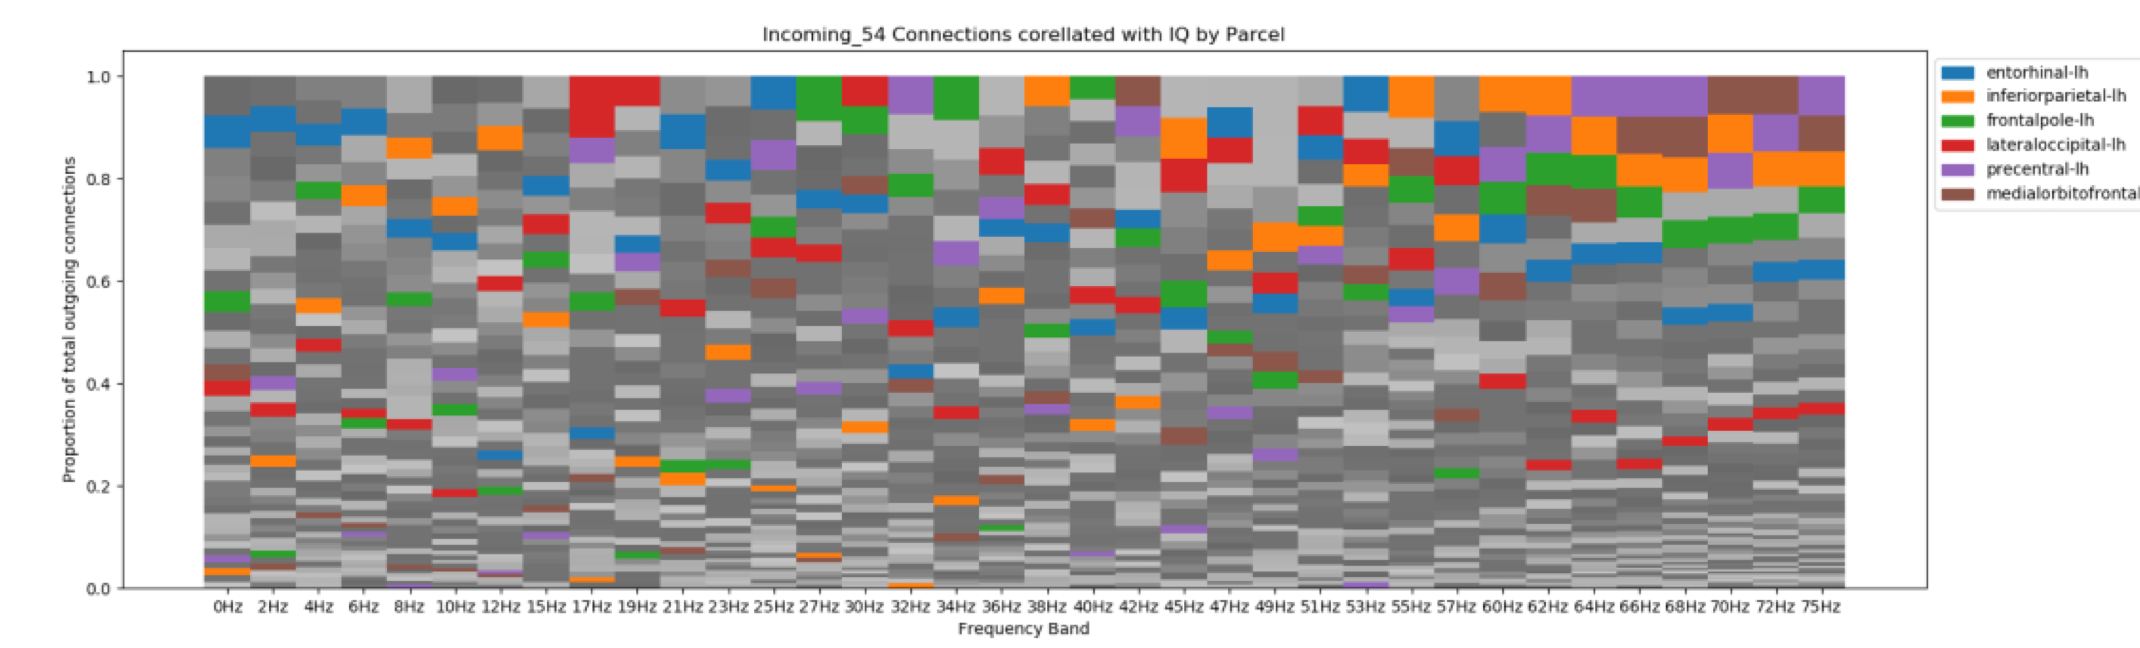 Incoming_54 Connections corellated with IQ by Parcel
Proportion of total outgoing connections
1.0
0.8
0.6
0.4
0.2
0.0
0Hz 2Hz 4Hz 6Hz 8Hz 10Hz 12Hz 15Hz 17Hz 19Hz 21Hz 23Hz 25Hz 27Hz 30Hz 32Hz 34Hz 36Hz 38Hz 40Hz 42Hz 45Hz 47Hz 49Hz 51Hz 53Hz 55Hz 57Hz 60Hz 62Hz 64Hz 66Hz 68Hz 70Hz 72Hz 75Hz
Frequency Band
entorhinal-lh
inferiorparietal-lh
frontalpole-lh
lateraloccipital-lh
precentral-lh
medialorbitofrontal